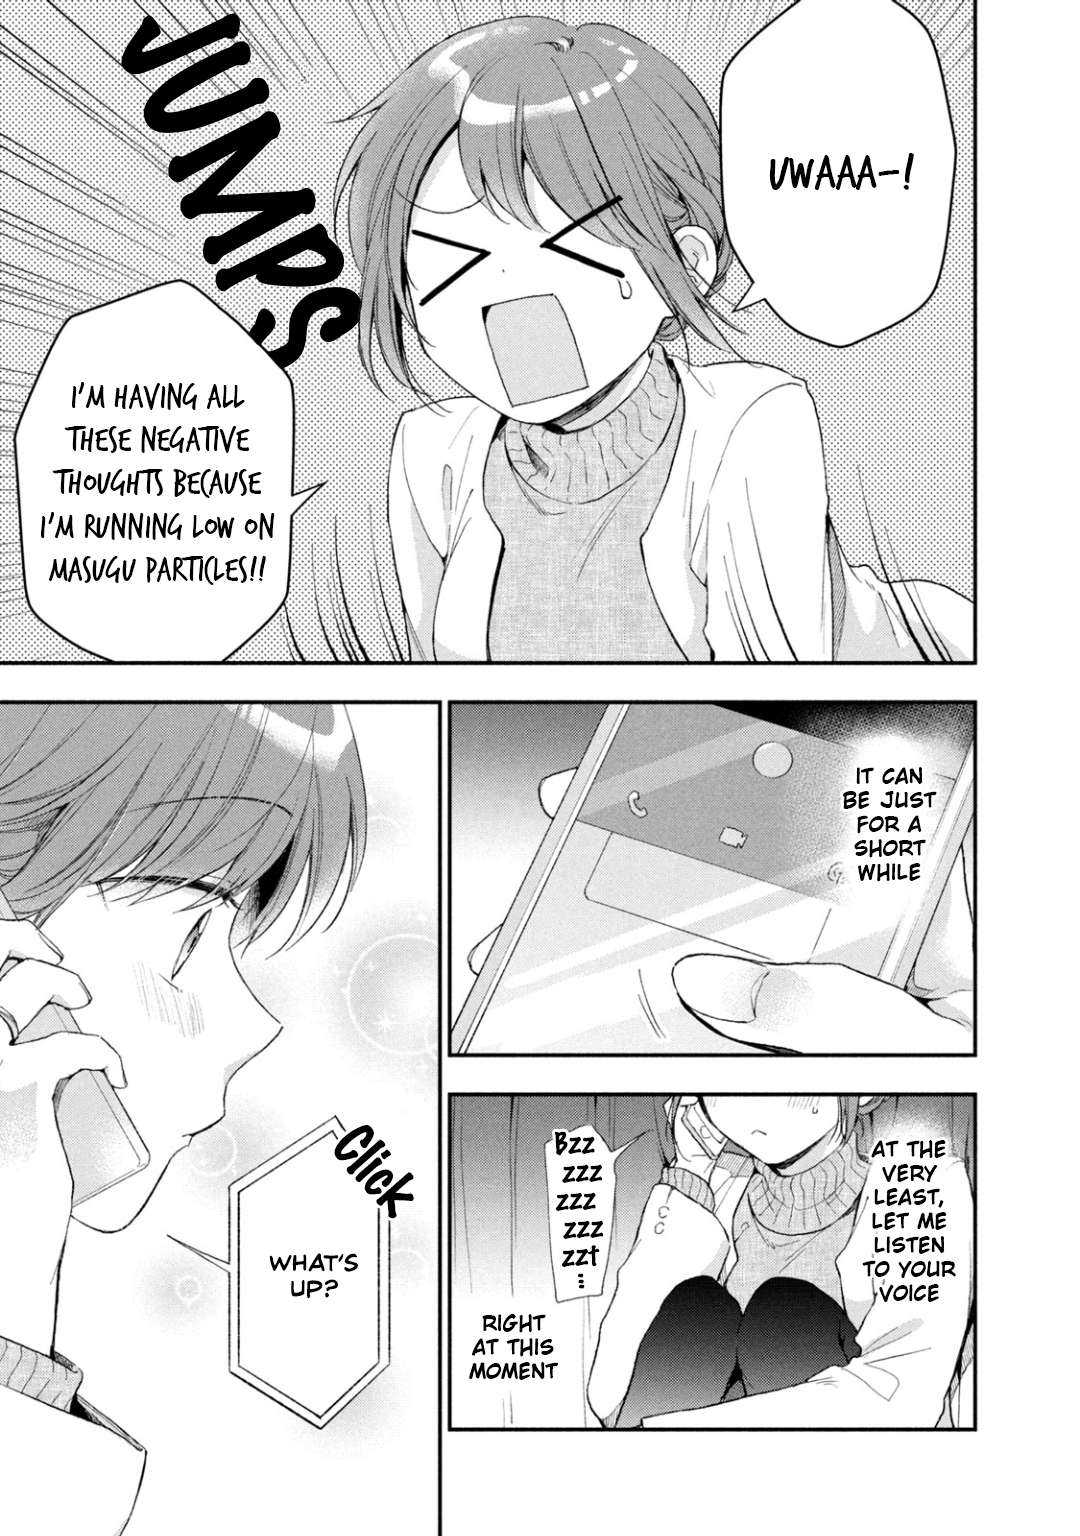 UWAAA-!
JUMPS
I'M HAVING ALL
THESE NEGATIVE
THOUGHTS BECAUSE
I'M RUNNING LOW ON
MASUGU PARTICLES!!
IT CAN
BE JUST
FOR A
SHORT
WHILE
AT THE
VERY
LEAST,
LET ME
LISTEN
TO YOUR
VOICE
Bzz
zzz
zzz
zzz
zzt
...
RIGHT
AT THIS
MOMENT
Click
WHAT'S
UP?